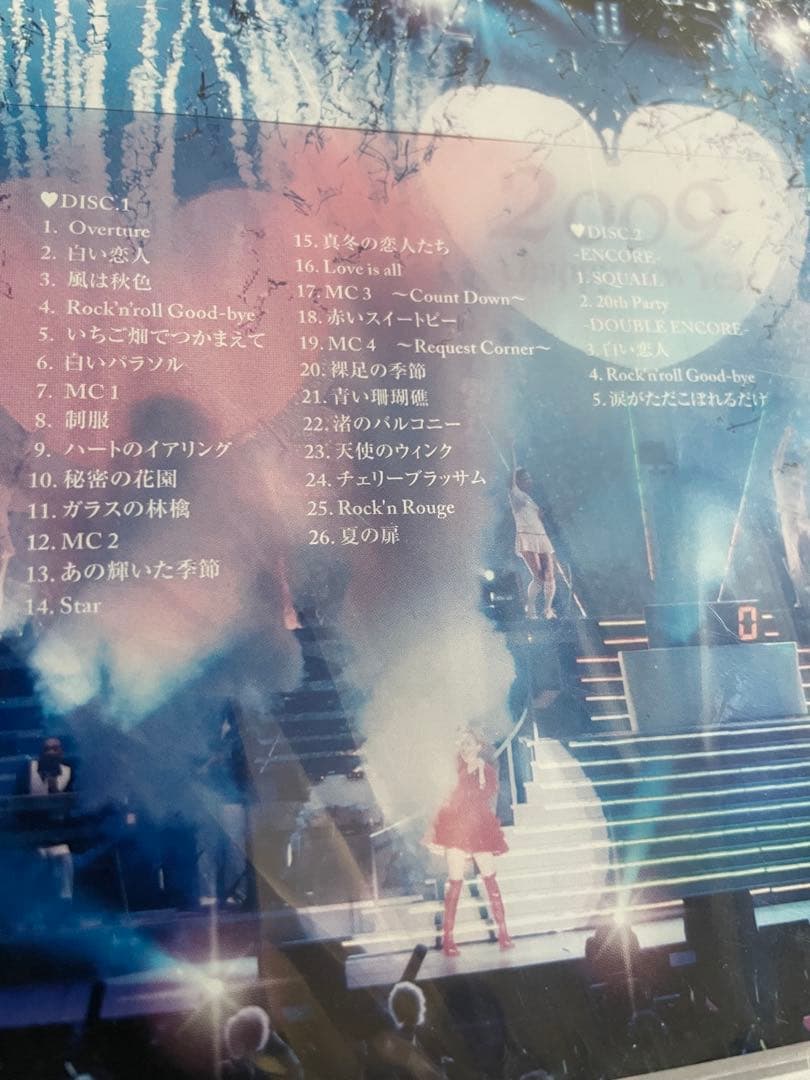 ♥DISC.1
1. Overture
2. 白い恋人
3. 風は秋色
4. Rock'n'roll Good-bye
5. いちご畑でつかまえて
6. 白いパラソル
7. MC 1
8. 制服
9. ハートのイアリング
10. 秘密の花園
11. ガラスの林檎
12. MC 2
13. あの輝いた季節
14. Star
15. 真冬の恋人たち
16. Love is all
17. MC 3 〜Count Down〜
18. 赤いスイートピー
19. MC 4 〜Request Corner〜
20. 裸足の季節
21. 青い珊瑚礁
22. 渚のバルコニー
23. 天使のウィンク
24. チェリーブラッサム
25. Rock'n Rouge
26. 夏の扉
2009
♥DISC.2
-ENCORE-
1. SQUALL
2. 20th Party
-DOUBLE ENCORE-
3. 白い恋人
4. Rock'n'roll Good-bye
5. 涙がただこぼれるだけ
0